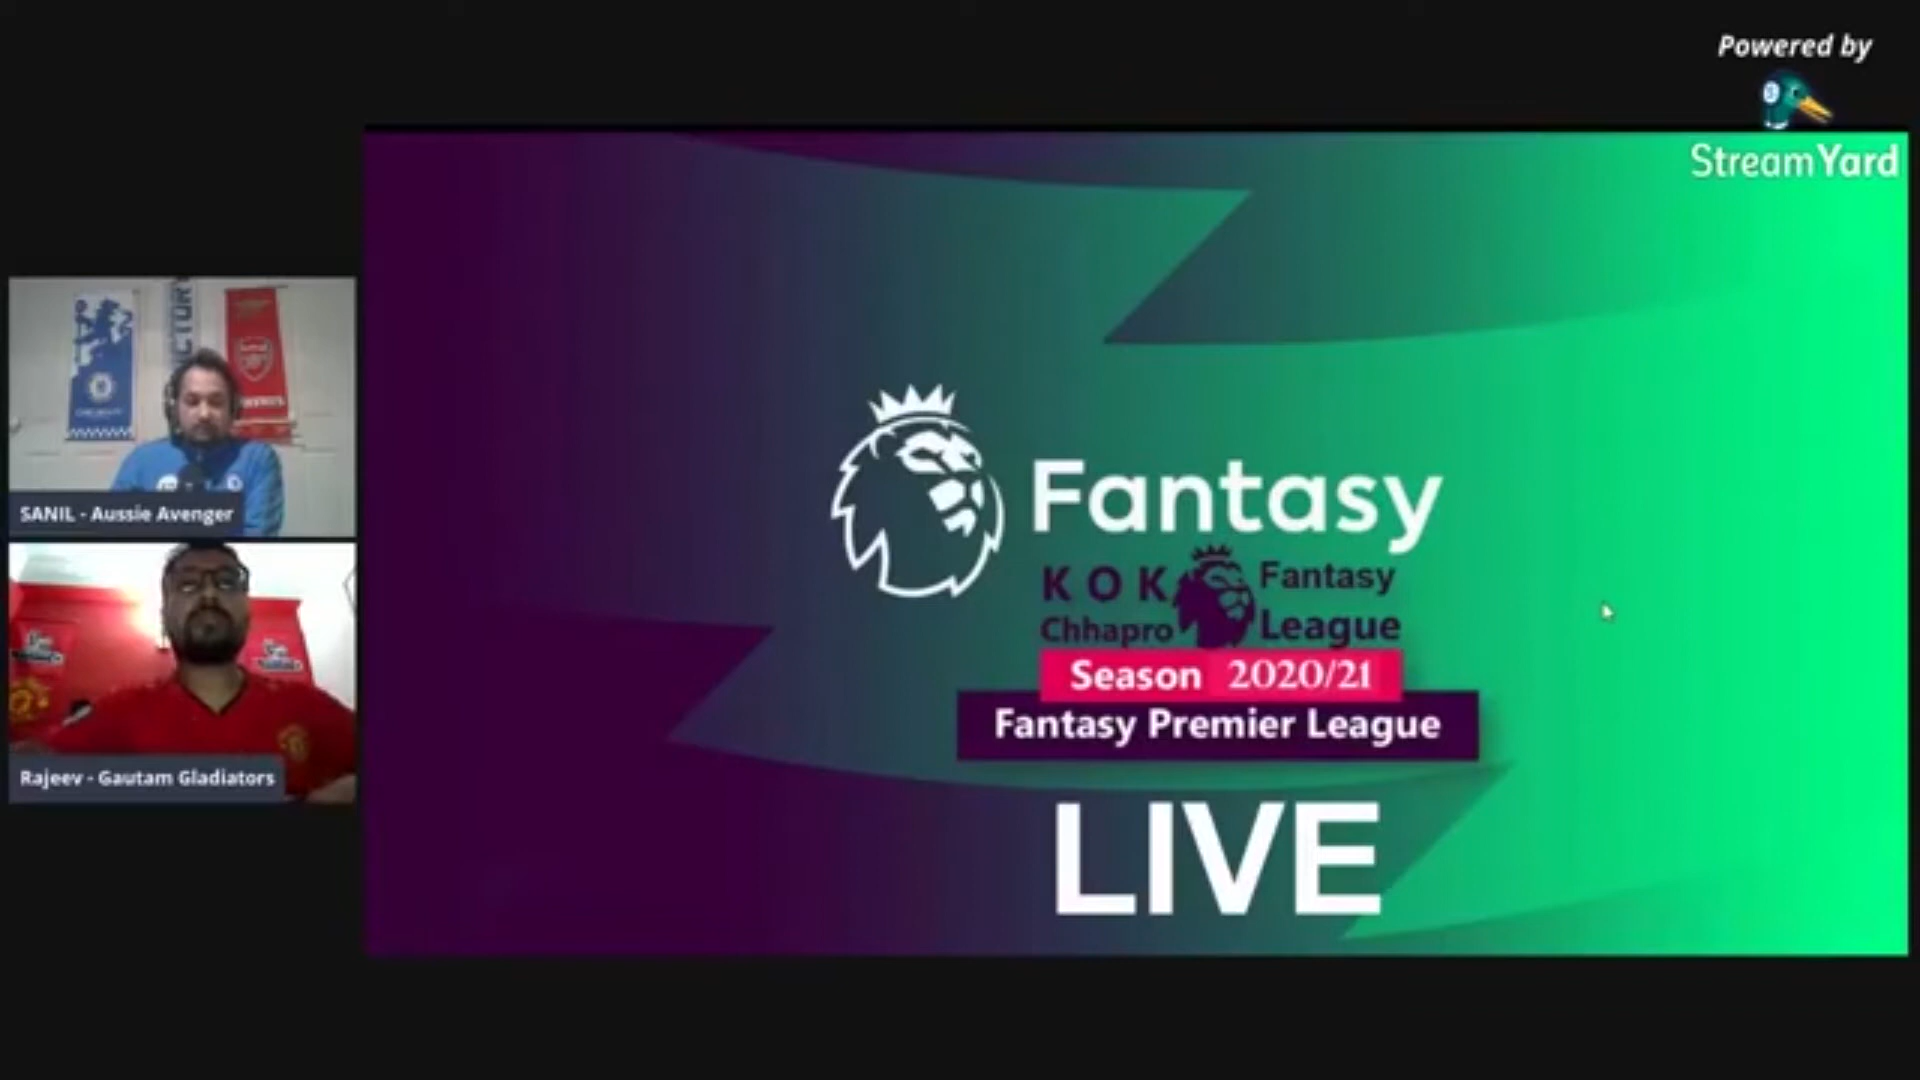 Powered by
StreamYard
SANIL - Aussie Avenger
Rajeev - Gautam Gladiators
Fantasy
K O K Fantasy
Chhapro League
Season 2020/21
Fantasy Premier League
LIVE